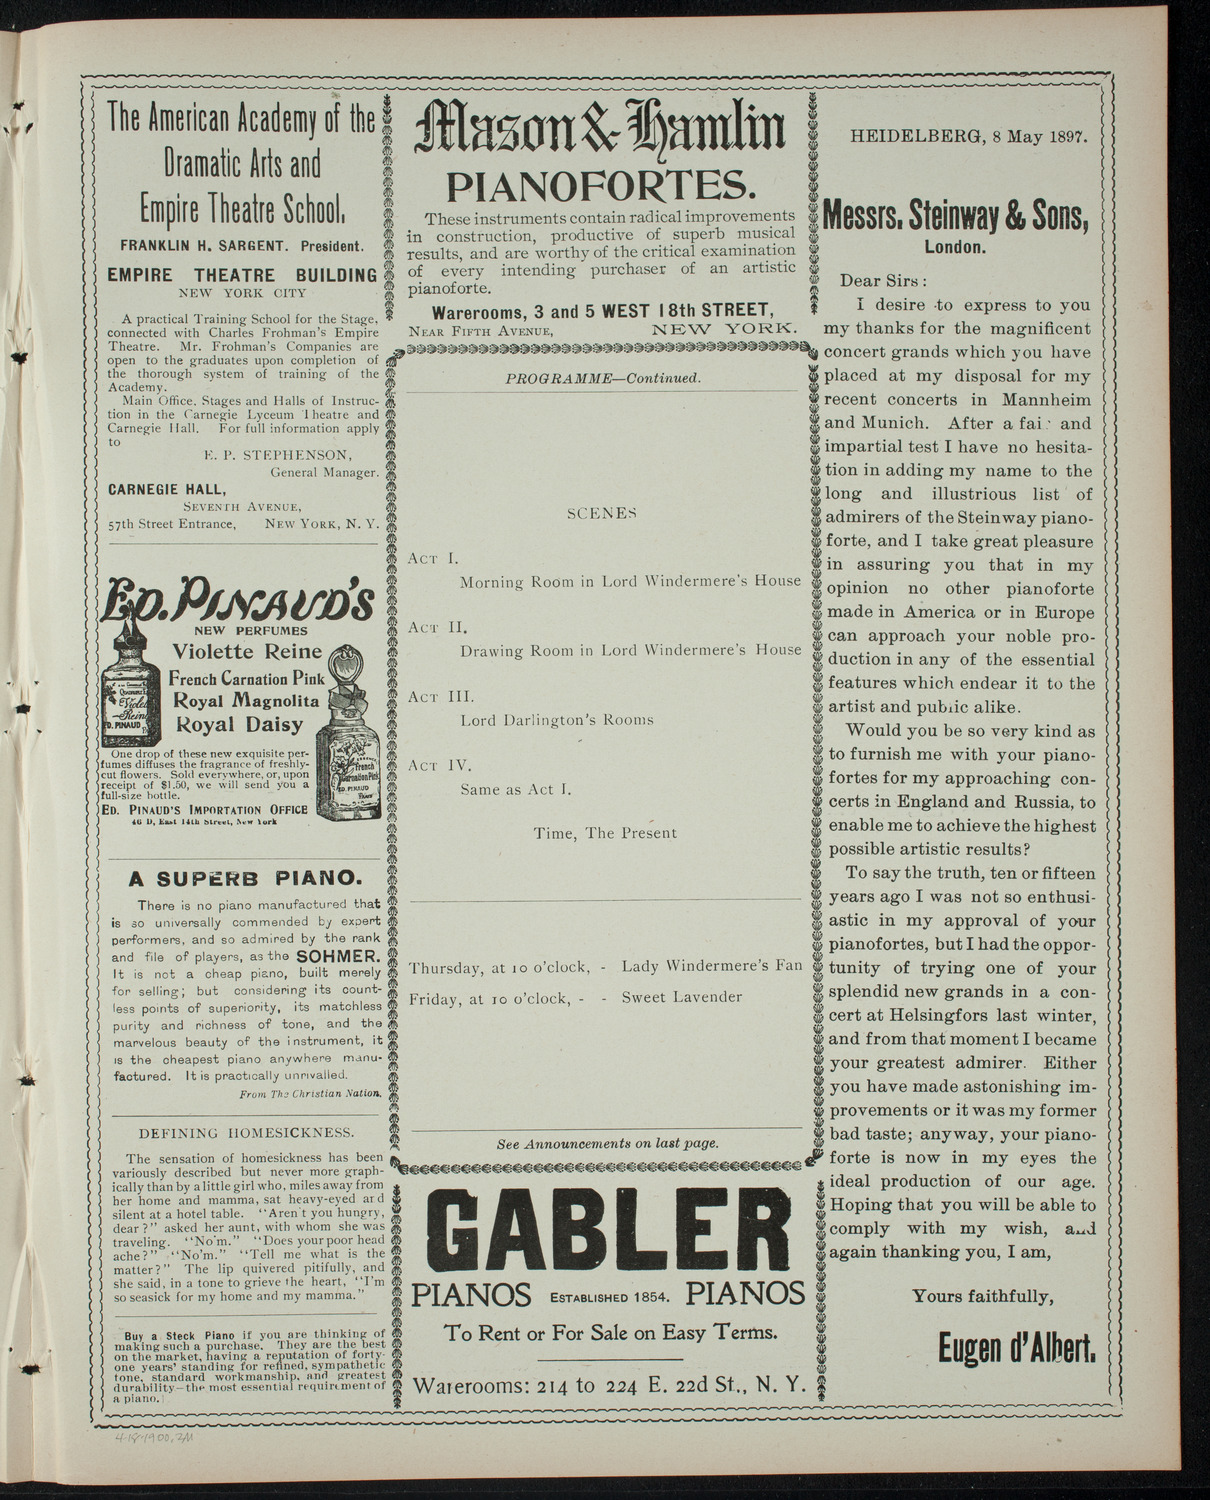 The American Academy of the
Dramatic Arts and
Empire Theatre School.
FRANKLIN H. SARGENT. President.
EMPIRE THEATRE BUILDING
NEW YORK CITY
A practical Training School for the Stage,
connected with Charles Frohman's Empire
Theatre. Mr. Frohman's Companies are
open to the graduates upon completion of
the thorough system of training of the
Academy.
Main Office. Stages and Halls of Instruc-
tion in the Carnegie Lyceum Theatre and
Carnegie Hall. For full information apply
to
E. P. STEPHENSON,
General Manager.
CARNEGIE HALL,
SEVENTH AVENUE,
57th Street Entrance, NEW YORK, N. Y.
ED. PINAUD'S
NEW PERFUMES
Violette Reine
French Carnation Pink
Royal Magnolita
Royal Daisy
Violet
Reine
ED. PINAUD
French
Carnation Pink
ED. PINAUD
One drop of these new exquisite per-
fumes diffuses the fragrance of freshly-
cut flowers. Sold everywhere, or, upon
receipt of $1.50, we will send you a
full-size bottle.
ED. PINAUD'S IMPORTATION OFFICE
46 D, East 14th Street, New York
A SUPERB PIANO.
There is no piano manufactured that
is so universally commended by expert
performers, and so admired by the rank
and file of players, as the SOHMER.
It is not a cheap piano, built merely
for selling; but considering its count-
less points of superiority, its matchless
purity and richness of tone, and the
marvelous beauty of the instrument, it
is the cheapest piano anywhere manu-
factured. It is practically unrivalled.
From The Christian Nation.
DEFINING HOMESICKNESS.
The sensation of homesickness has been
variously described but never more graph-
ically than by a little girl who, miles away from
her home and mamma, sat heavy-eyed and
silent at a hotel table. "Aren't you hungry,
dear?" asked her aunt, with whom she was
traveling. "No'm." "Does your poor head
ache?" "No'm." "Tell me what is the
matter?" The lip quivered pitifully, and
she said, in a tone to grieve the heart, "I'm
so seasick for my home and my mamma."
Buy a Steck Piano if you are thinking of
making such a purchase. They are the best
on the market, having a reputation of forty-
one years' standing for refined, sympathetic
tone, standard workmanship, and greatest
durability—the most essential requirement of
a piano.
4-18-1900, 2M
Mason & Hamlin
PIANOFORTES.
These instruments contain radical improvements
in construction, productive of superb musical
results, and are worthy of the critical examination
of every intending purchaser of an artistic
pianoforte.
Warerooms, 3 and 5 WEST 18th STREET,
NEAR FIFTH AVENUE, NEW YORK.
PROGRAMME—Continued.
SCENES
ACT I.
Morning Room in Lord Windermere's House
ACT II.
Drawing Room in Lord Windermere's House
ACT III.
Lord Darlington's Rooms
ACT IV.
Same as Act I.
Time, The Present
Thursday, at 10 o'clock, - Lady Windermere's Fan
Friday, at 10 o'clock, - - Sweet Lavender
See Announcements on last page.
GABLER
PIANOS ESTABLISHED 1854. PIANOS
To Rent or For Sale on Easy Terms.
Warerooms: 214 to 224 E. 22d St., N. Y.
HEIDELBERG, 8 May 1897.
Messrs. Steinway & Sons,
London.
Dear Sirs:
I desire to express to you
my thanks for the magnificent
concert grands which you have
placed at my disposal for my
recent concerts in Mannheim
and Munich. After a fair and
impartial test I have no hesita-
tion in adding my name to the
long and illustrious list of
admirers of the Steinway piano-
forte, and I take great pleasure
in assuring you that in my
opinion no other pianoforte
made in America or in Europe
can approach your noble pro-
duction in any of the essential
features which endear it to the
artist and public alike.
Would you be so very kind as
to furnish me with your piano-
fortes for my approaching con-
certs in England and Russia, to
enable me to achieve the highest
possible artistic results?
To say the truth, ten or fifteen
years ago I was not so enthusi-
astic in my approval of your
pianofortes, but I had the oppor-
tunity of trying one of your
splendid new grands in a con-
cert at Helsingfors last winter,
and from that moment I became
your greatest admirer. Either
you have made astonishing im-
provements or it was my former
bad taste; anyway, your piano-
forte is now in my eyes the
ideal production of our age.
Hoping that you will be able to
comply with my wish, and
again thanking you, I am,
Yours faithfully,
Eugen d'Albert.